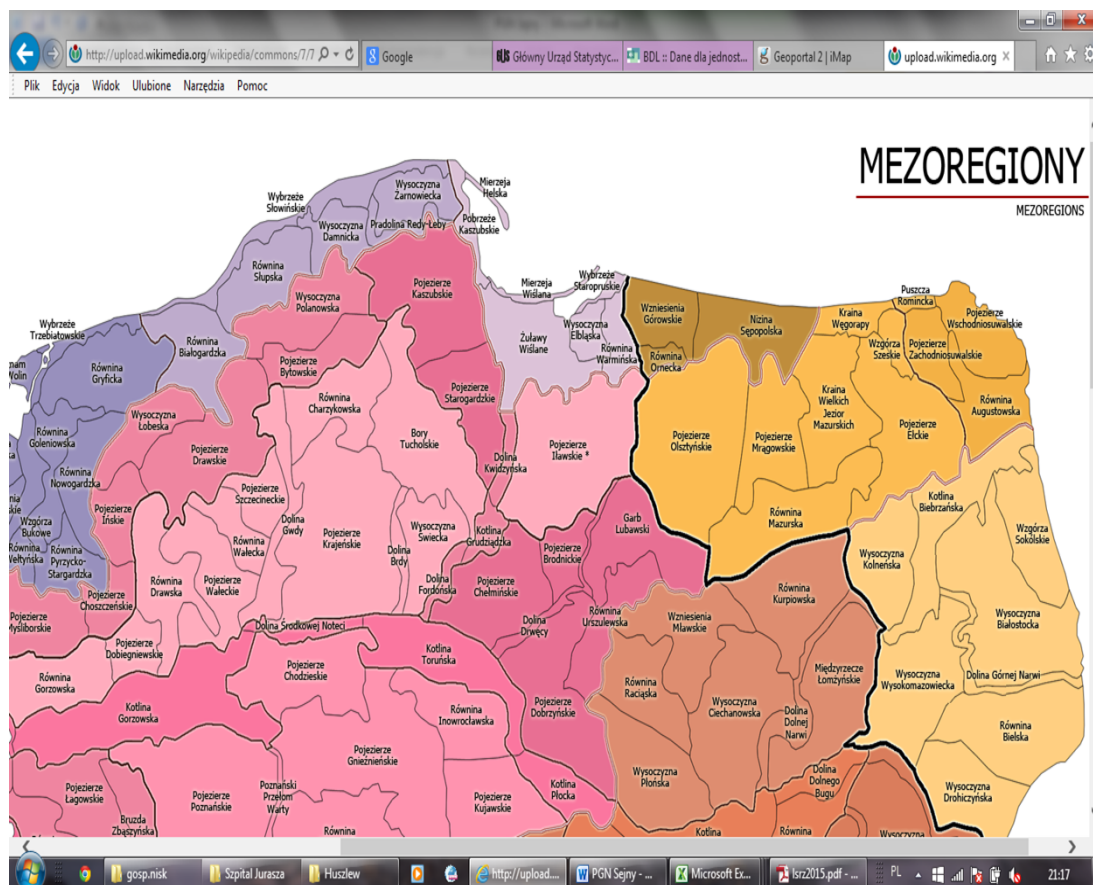 http://upload.wikimedia.org/wikipedia/commons/7/7
Google
GUS Główny Urząd Statystyc...
BDL :: Dane dla jednost...
Geoportal 2 | iMap
upload.wikimedia.org
Plik Edycja Widok Ulubione Narzędzia Pomoc
MEZOREGIONY
MEZOREGIONS
Wybrzeże
Słowińskie
Wysoczyzna
Żarnowiecka
Mierzeja
Helska
Wysoczyzna
Damnicka
Pradolina Redy-Łeby
Pobrzeże
Kaszubskie
Równina
Słupska
Wysoczyzna
Polanowska
Pojezierze
Kaszubskie
Mierzeja
Wiślana
Wybrzeże
Staropruskie
Wzniesienia
Górowskie
Nizina
Sępopolska
Kraina
Węgorapy
Puszcza
Romincka
Pojezierze
Wschodniosuwalskie
Wybrzeże
Trzebiatowskie
Równina
Białogardzka
Żuławy
Wiślane
Wysoczyzna
Elbląska
Równina
Warmińska
Równina
Ornecka
Wzgórza
Szeskie
Pojezierze
Zachodniosuwalskie
Wolin
Równina
Gryficka
Pojezierze
Bytowskie
Pojezierze
Starogardzkie
Kraina
Wielkich
Jezior
Mazurskich
Równina
Augustowska
Wysoczyzna
Łobeska
Równina
Charzykowska
Bory
Tucholskie
Pojezierze
Iławskie *
Pojezierze
Olsztyńskie
Pojezierze
Mrągowskie
Pojezierze
Ełckie
Równina
Goleniowska
Pojezierze
Drawskie
Dolina
Kwidzyńska
Równina
Nowogardzka
Pojezierze
Szczecineckie
Kotlina
Biebrzańska
Pojezierze
Ińskie
Dolina
Gwdy
Pojezierze
Krajeńskie
Wysoczyzna
Świecka
Kotlina
Grudziądzka
Garb
Lubawski
Równina
Mazurska
Wzgórza
Sokólskie
Wzgórza
Bukowe
Równina
Wełtyńska
Równina
Pyrzycko-
Stargardzka
Równina
Wałecka
Dolina
Brdy
Pojezierze
Brodnickie
Wysoczyzna
Kolneńska
Pojezierze
Choszczeńskie
Równina
Drawska
Pojezierze
Wałeckie
Dolina
Fordońska
Pojezierze
Chełmińskie
Równina
Kurpiowska
Pojezierze
Myśliborskie
Dolina Środkowej Noteci
Dolina
Drwęcy
Równina
Urszulewska
Wzniesienia
Mławskie
Wysoczyzna
Białostocka
Pojezierze
Dobiegniewskie
Pojezierze
Chodzieskie
Kotlina
Toruńska
Międzyrzecze
Łomżyńskie
Wysoczyzna
Wysokomazowiecka
Dolina Górnej Narwi
Równina
Gorzowska
Kotlina
Gorzowska
Równina
Inowrocławska
Pojezierze
Dobrzyńskie
Równina
Raciąska
Wysoczyzna
Ciechanowska
Dolina
Dolnej
Narwi
Równina
Bielska
Pojezierze
Gnieźnieńskie
Pojezierze
Łagowskie
Pojezierze
Poznańskie
Poznański
Przełom
Warty
Pojezierze
Kujawskie
Kotlina
Płocka
Wysoczyzna
Płońska
Dolina
Dolnego
Bugu
Wysoczyzna
Drohiczyńska
Bruzda
Zbąszyńska
Równina
Kotlina
Równina
Wysoczyzna
gosp.nisk
Szpital Jurasza
Huszlew
http://upload....
PGN Sejny - ...
Microsoft Ex...
lsrz2015.pdf - ...
PL
21:17